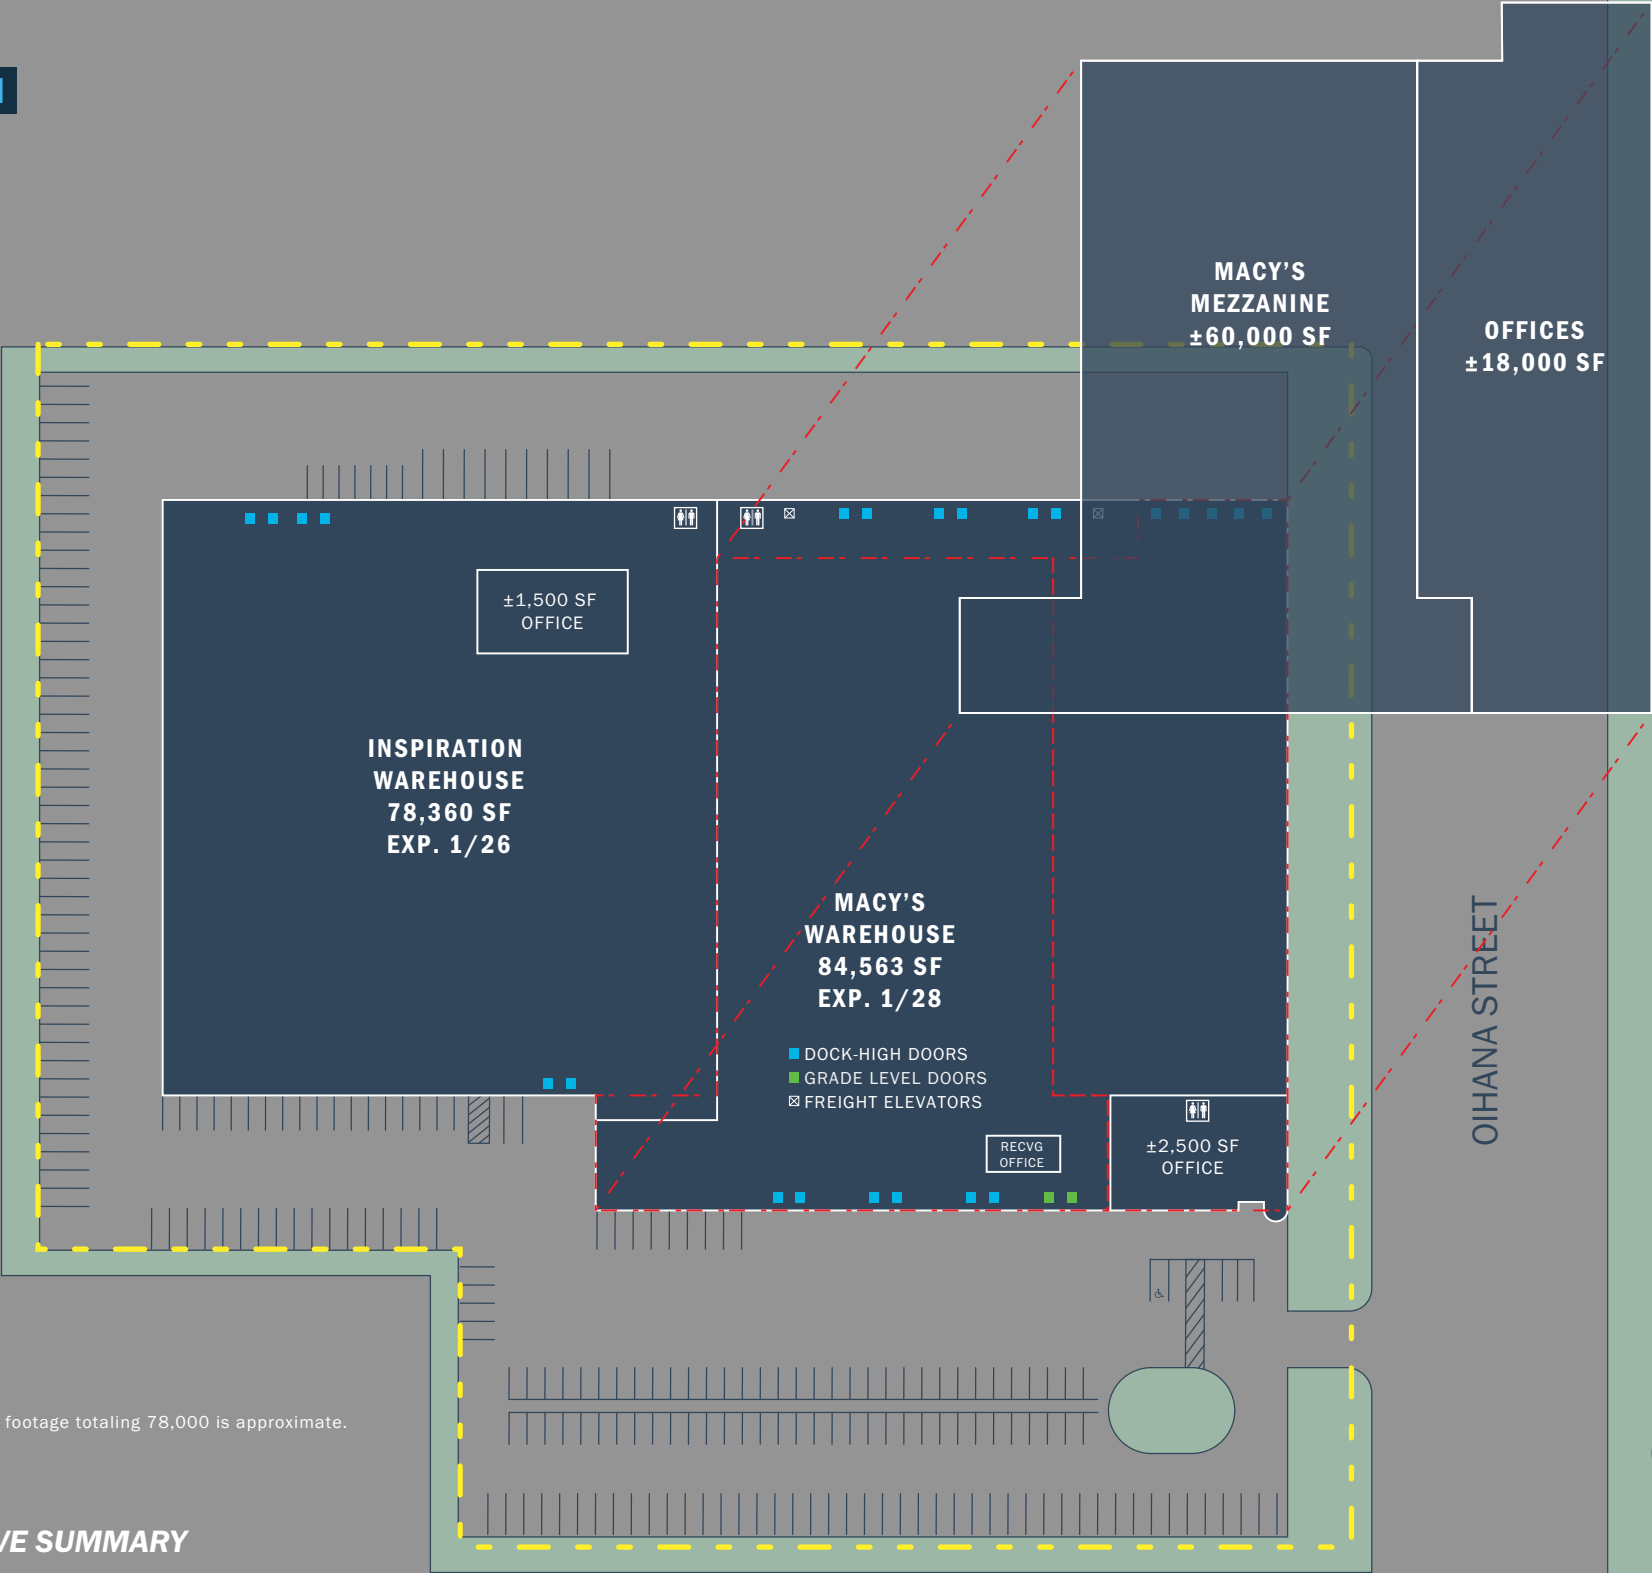 MACY’S
MEZZANINE
±60,000 SF
OFFICES
±18,000 SF
±1,500 SF
OFFICE
INSPIRATION
WAREHOUSE
78,360 SF
EXP. 1/26
MACY’S
WAREHOUSE
84,563 SF
EXP. 1/28
DOCK-HIGH DOORS
GRADE LEVEL DOORS
FREIGHT ELEVATORS
RECVG
OFFICE
±2,500 SF
OFFICE
OIHANA STREET
footage totaling 78,000 is approximate.
VE SUMMARY